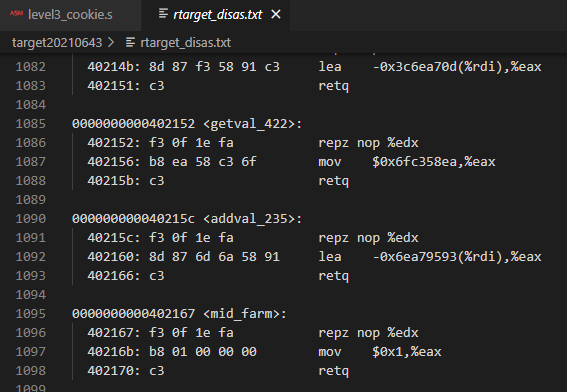 ASM level3_cookie.s rtarget_disas.txt ×
target20210643 > rtarget_disas.txt
1082 40214b: 8d 87 f3 58 91 c3 lea -0x3c6ea70d(%rdi),%eax
1083 402151: c3 retq
1084
1085 0000000000402152 <getval_422>:
1086 402152: f3 0f 1e fa repz nop %edx
1087 402156: b8 ea 58 c3 6f mov $0x6fc358ea,%eax
1088 40215b: c3 retq
1089
1090 000000000040215c <addval_235>:
1091 40215c: f3 0f 1e fa repz nop %edx
1092 402160: 8d 87 6d 6a 58 91 lea -0x6ea79593(%rdi),%eax
1093 402166: c3 retq
1094
1095 0000000000402167 <mid_farm>:
1096 402167: f3 0f 1e fa repz nop %edx
1097 40216b: b8 01 00 00 00 mov $0x1,%eax
1098 402170: c3 retq
1099